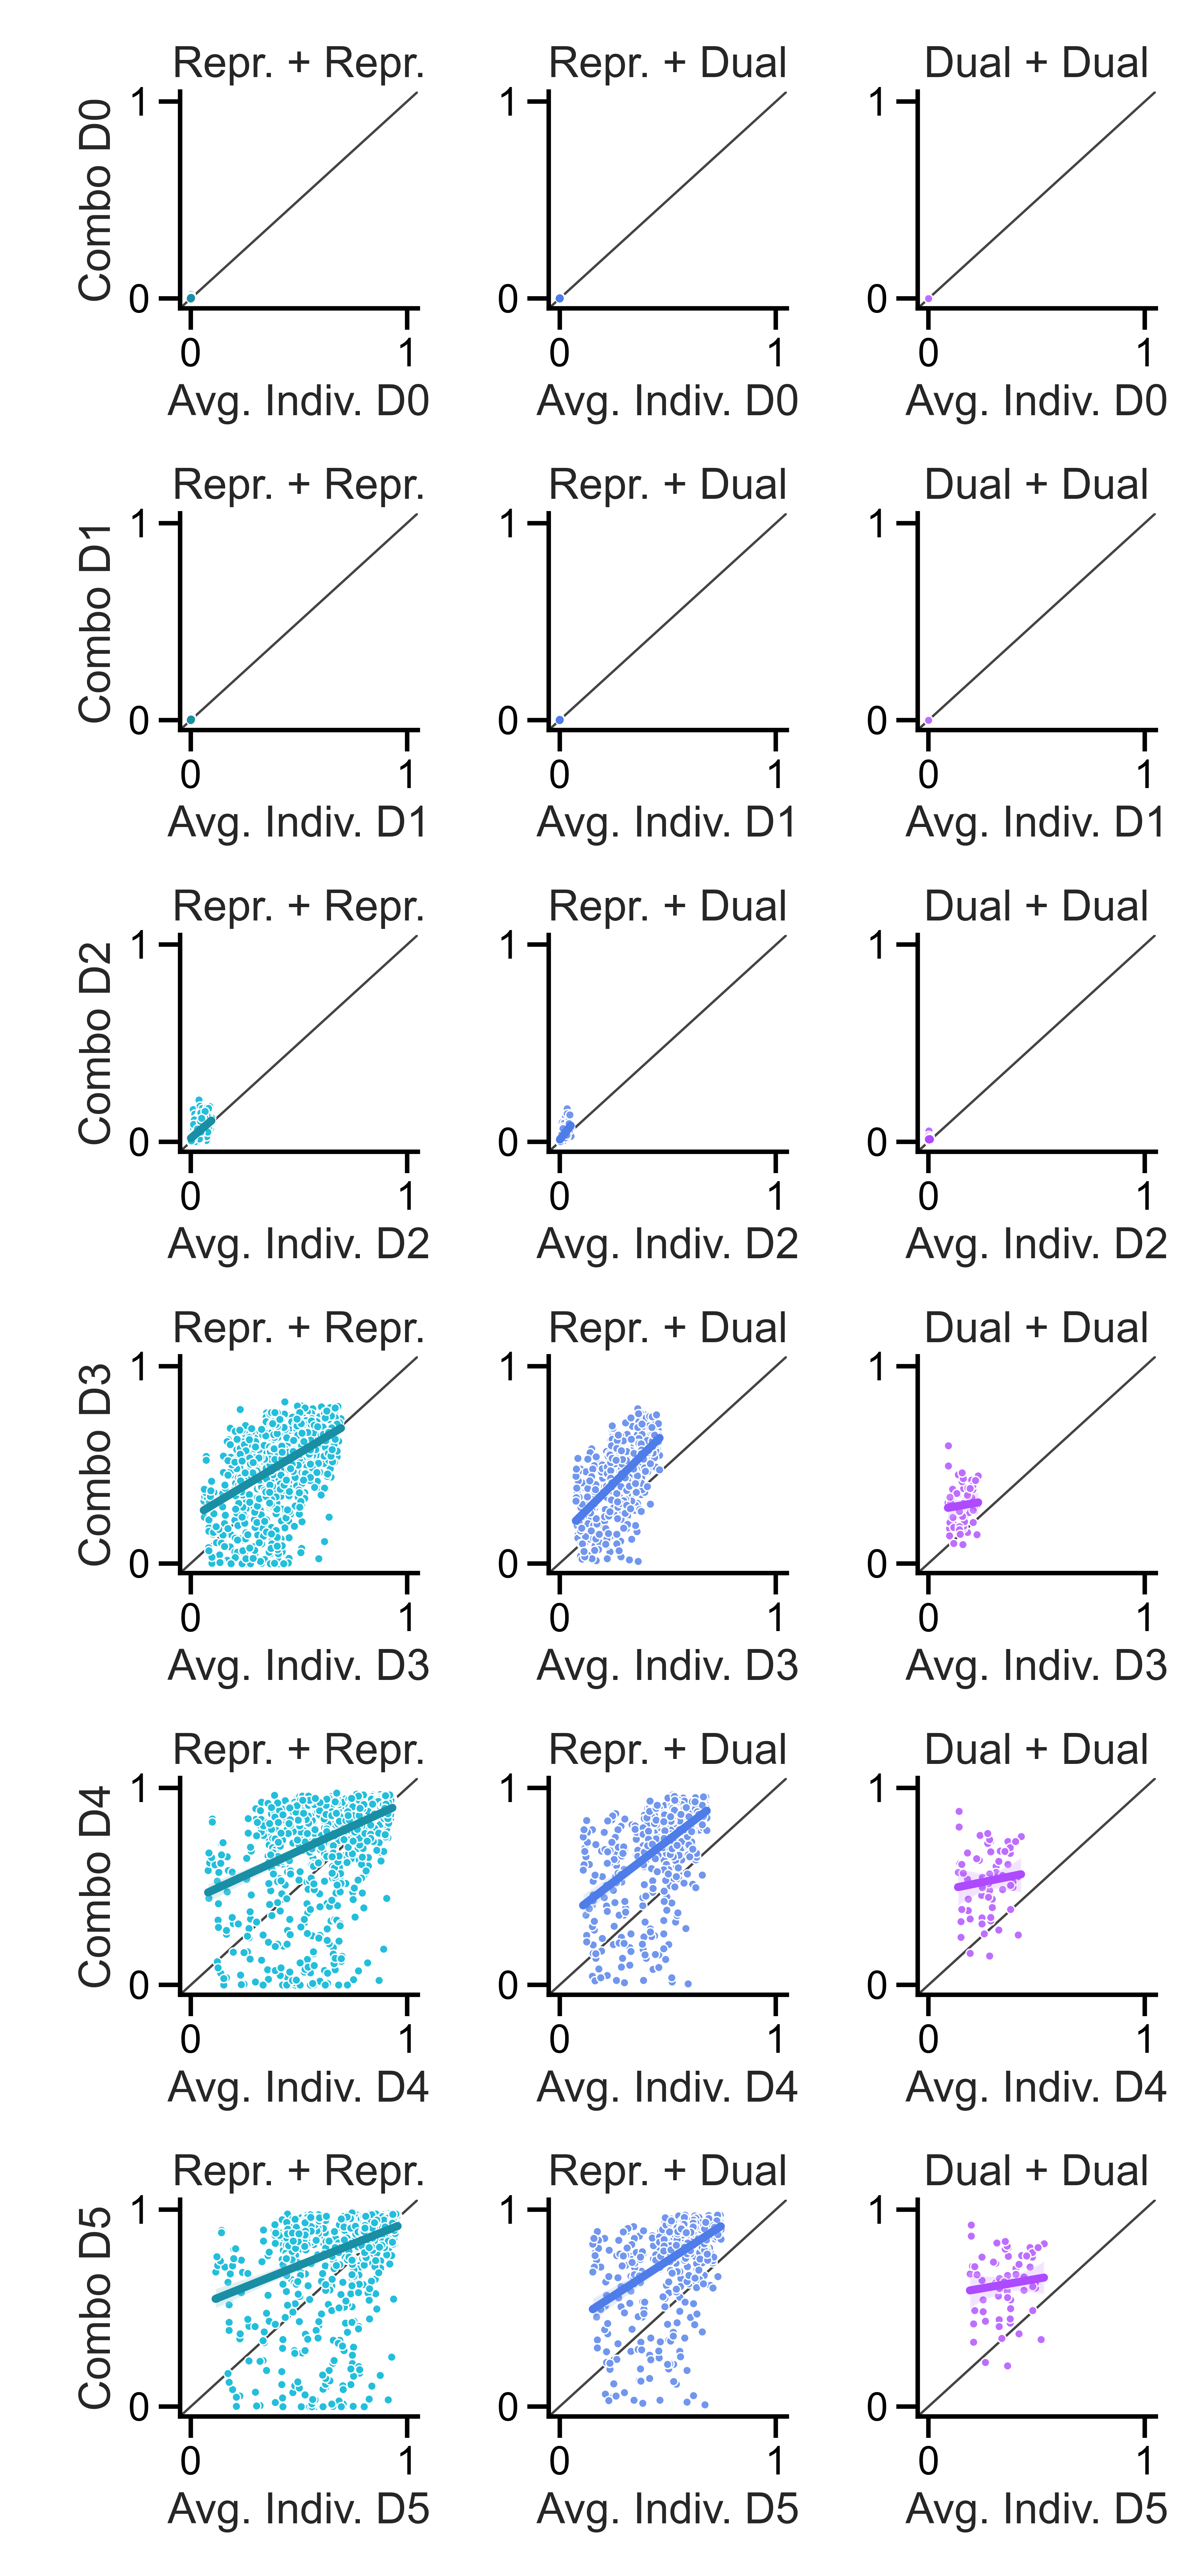 Repr. + Repr. Repr. + Dual Dual + Dual
Combo D0
1 1 1
0 0 0
0 1 0 1 0 1
Avg. Indiv. D0 Avg. Indiv. D0 Avg. Indiv. D0
Repr. + Repr. Repr. + Dual Dual + Dual
Combo D1
1 1 1
0 0 0
0 1 0 1 0 1
Avg. Indiv. D1 Avg. Indiv. D1 Avg. Indiv. D1
Repr. + Repr. Repr. + Dual Dual + Dual
Combo D2
1 1 1
0 0 0
0 1 0 1 0 1
Avg. Indiv. D2 Avg. Indiv. D2 Avg. Indiv. D2
Repr. + Repr. Repr. + Dual Dual + Dual
Combo D3
1 1 1
0 0 0
0 1 0 1 0 1
Avg. Indiv. D3 Avg. Indiv. D3 Avg. Indiv. D3
Repr. + Repr. Repr. + Dual Dual + Dual
Combo D4
1 1 1
0 0 0
0 1 0 1 0 1
Avg. Indiv. D4 Avg. Indiv. D4 Avg. Indiv. D4
Repr. + Repr. Repr. + Dual Dual + Dual
Combo D5
1 1 1
0 0 0
0 1 0 1 0 1
Avg. Indiv. D5 Avg. Indiv. D5 Avg. Indiv. D5